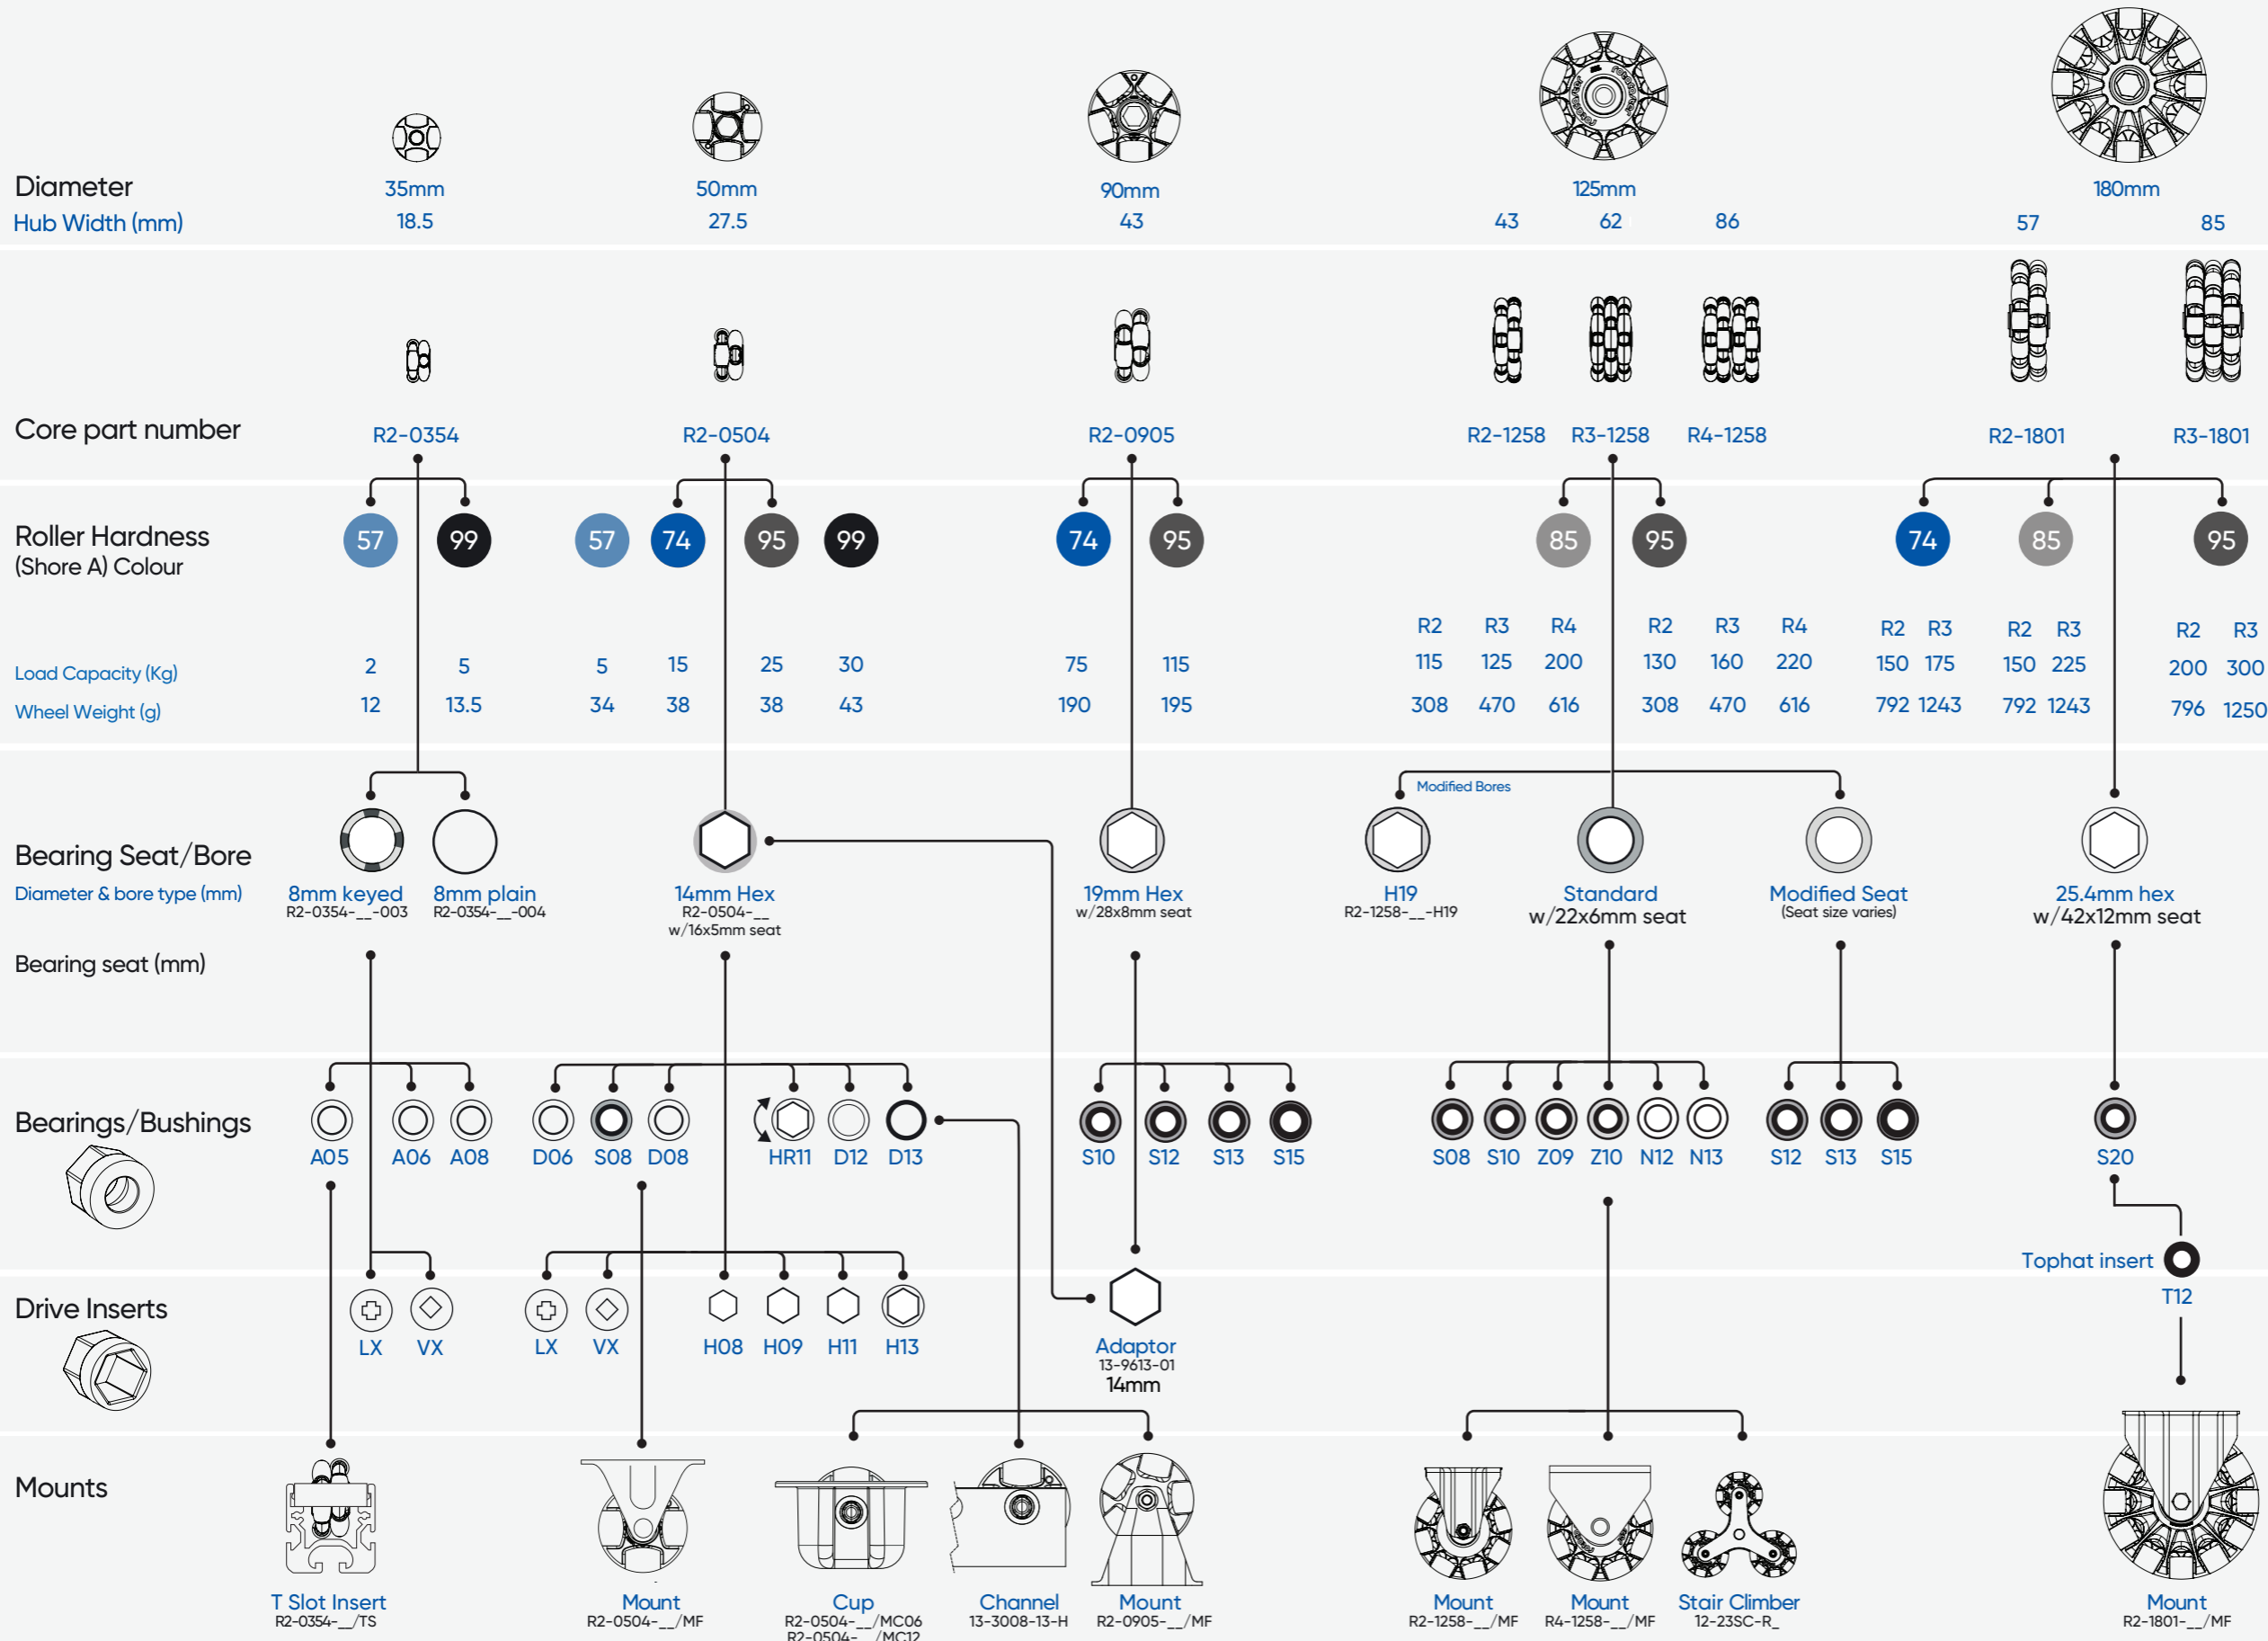 Diameter
35mm 50mm 90mm 125mm 180mm
Hub Width (mm)
18.5 27.5 43 43 62 86 57 85
Core part number
R2-0354 R2-0504 R2-0905 R2-1258 R3-1258 R4-1258 R2-1801 R3-1801
Roller Hardness
(Shore A) Colour
57 99 57 74 95 99 74 95 85 95 74 85 95
R2 R3 R4 R2 R3 R4 R2 R3 R2 R3 R2 R3
Load Capacity (Kg)
2 5 5 15 25 30 75 115 115 125 200 130 160 220 150 175 150 225 200 300
Wheel Weight (g)
12 13.5 34 38 38 43 190 195 308 470 616 308 470 616 792 1243 792 1243 796 1250
Modified Bores
Bearing Seat/Bore
Diameter & bore type (mm)
8mm keyed 8mm plain 14mm Hex 19mm Hex H19 Standard Modified Seat 25.4mm hex
R2-0354-__-003 R2-0354-__-004 R2-0504-__ w/28x8mm seat R2-1258-__-H19 w/22x6mm seat (Seat size varies) w/42x12mm seat
w/16x5mm seat
Bearing seat (mm)
Bearings/Bushings
A05 A06 A08 D06 S08 D08 HR11 D12 D13 S10 S12 S13 S15 S08 S10 Z09 Z10 N12 N13 S12 S13 S15 S20
Tophat insert
T12
Drive Inserts
LX VX LX VX H08 H09 H11 H13 Adaptor
13-9613-01
14mm
Mounts
rotacaster rotacaster
T Slot Insert Mount Cup Channel Mount Mount Mount Stair Climber Mount
R2-0354-__/TS R2-0504-__/MF R2-0504-__/MC06 13-3008-13-H R2-0905-__/MF R2-1258-__/MF R4-1258-__/MF 12-23SC-R_ R2-1801-__/MF
R2-0504-__/MC12